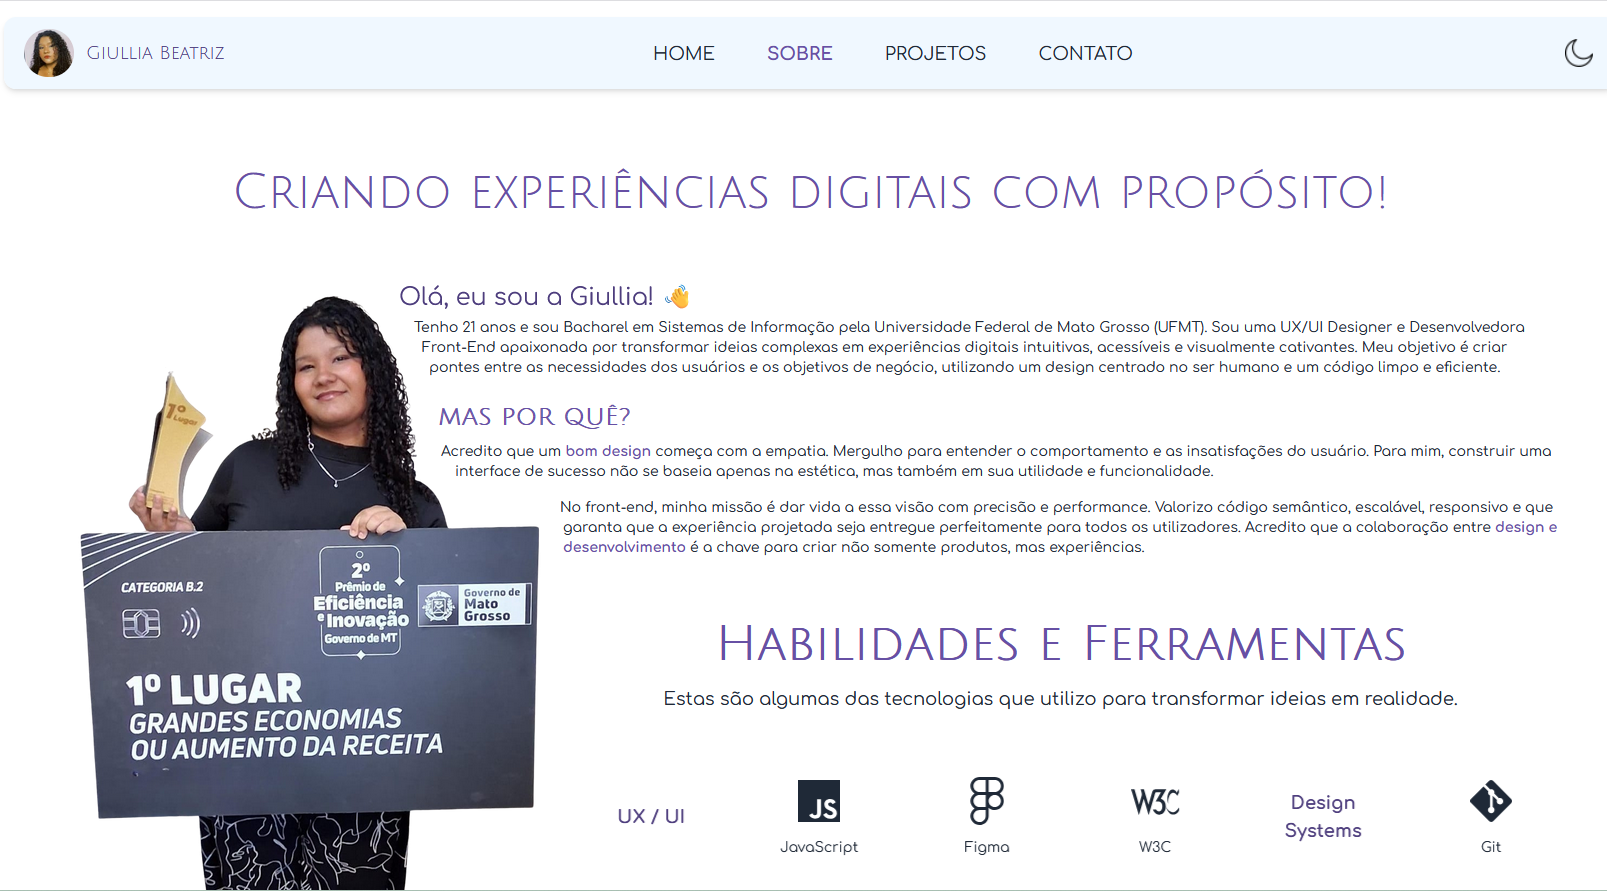 Giullia Beatriz
HOME
SOBRE
PROJETOS
CONTATO
Criando experiências digitais com propósito!
Olá, eu sou a Giullia! 👋
Tenho 21 anos e sou Bacharel em Sistemas de Informação pela Universidade Federal de Mato Grosso (UFMT). Sou uma UX/UI Designer e Desenvolvedora
Front-End apaixonada por transformar ideias complexas em experiências digitais intuitivas, acessíveis e visualmente cativantes. Meu objetivo é criar
pontes entre as necessidades dos usuários e os objetivos de negócio, utilizando um design centrado no ser humano e um código limpo e eficiente.
MAS POR QUÊ?
Acredito que um bom design começa com a empatia. Mergulho para entender o comportamento e as insatisfações do usuário. Para mim, construir uma
interface de sucesso não se baseia apenas na estética, mas também em sua utilidade e funcionalidade.
No front-end, minha missão é dar vida a essa visão com precisão e performance. Valorizo código semântico, escalável, responsivo e que
garanta que a experiência projetada seja entregue perfeitamente para todos os utilizadores. Acredito que a colaboração entre design e
desenvolvimento é a chave para criar não somente produtos, mas experiências.
1º
Lugar
CATEGORIA B.2
2º
Prêmio de
Eficiência
e Inovação
Governo de MT
Governo de
Mato
Grosso
1º LUGAR
GRANDES ECONOMIAS
OU AUMENTO DA RECEITA
Habilidades e Ferramentas
Estas são algumas das tecnologias que utilizo para transformar ideias em realidade.
UX / UI
JS
JavaScript
Figma
W3C
W3C
Design
Systems
Git